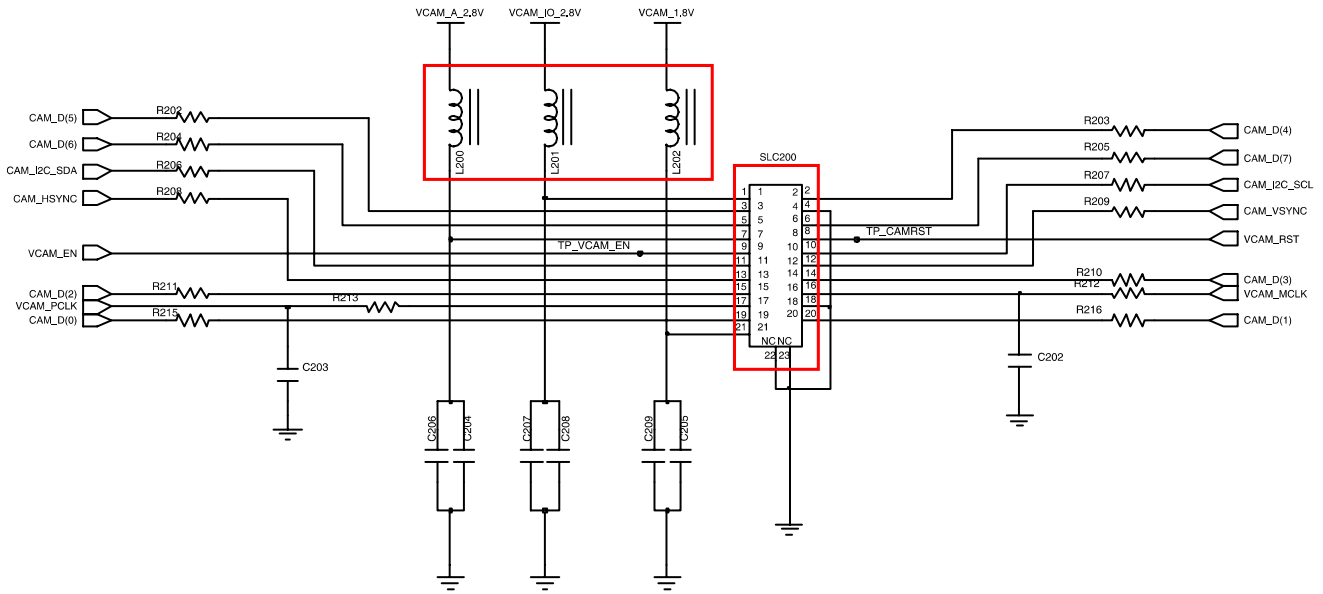 VCAM_A_2.8V
VCAM_IO_2.8V
VCAM_1.8V
CAM_D(5)
R202
CAM_D(6)
R204
CAM_I2C_SDA
R206
CAM_HSYNC
R208
VCAM_EN
TP_VCAM_EN
CAM_D(2)
R211
VCAM_PCLK
R213
CAM_D(0)
R215
C203
L200
L201
L202
SLC200
1 1 2 2
3 3 4 4
5 5 6 6
7 7 8 8
9 9 10 10
11 11 12 12
13 13 14 14
15 15 16 16
17 17 18 18
19 19 20 20
21 21
NC NC
22 23
R203
CAM_D(4)
R205
CAM_D(7)
R207
CAM_I2C_SCL
R209
CAM_VSYNC
TP_CAMRST
VCAM_RST
R210
CAM_D(3)
R212
VCAM_MCLK
R216
CAM_D(1)
C202
C206
C204
C207
C208
C209
C205